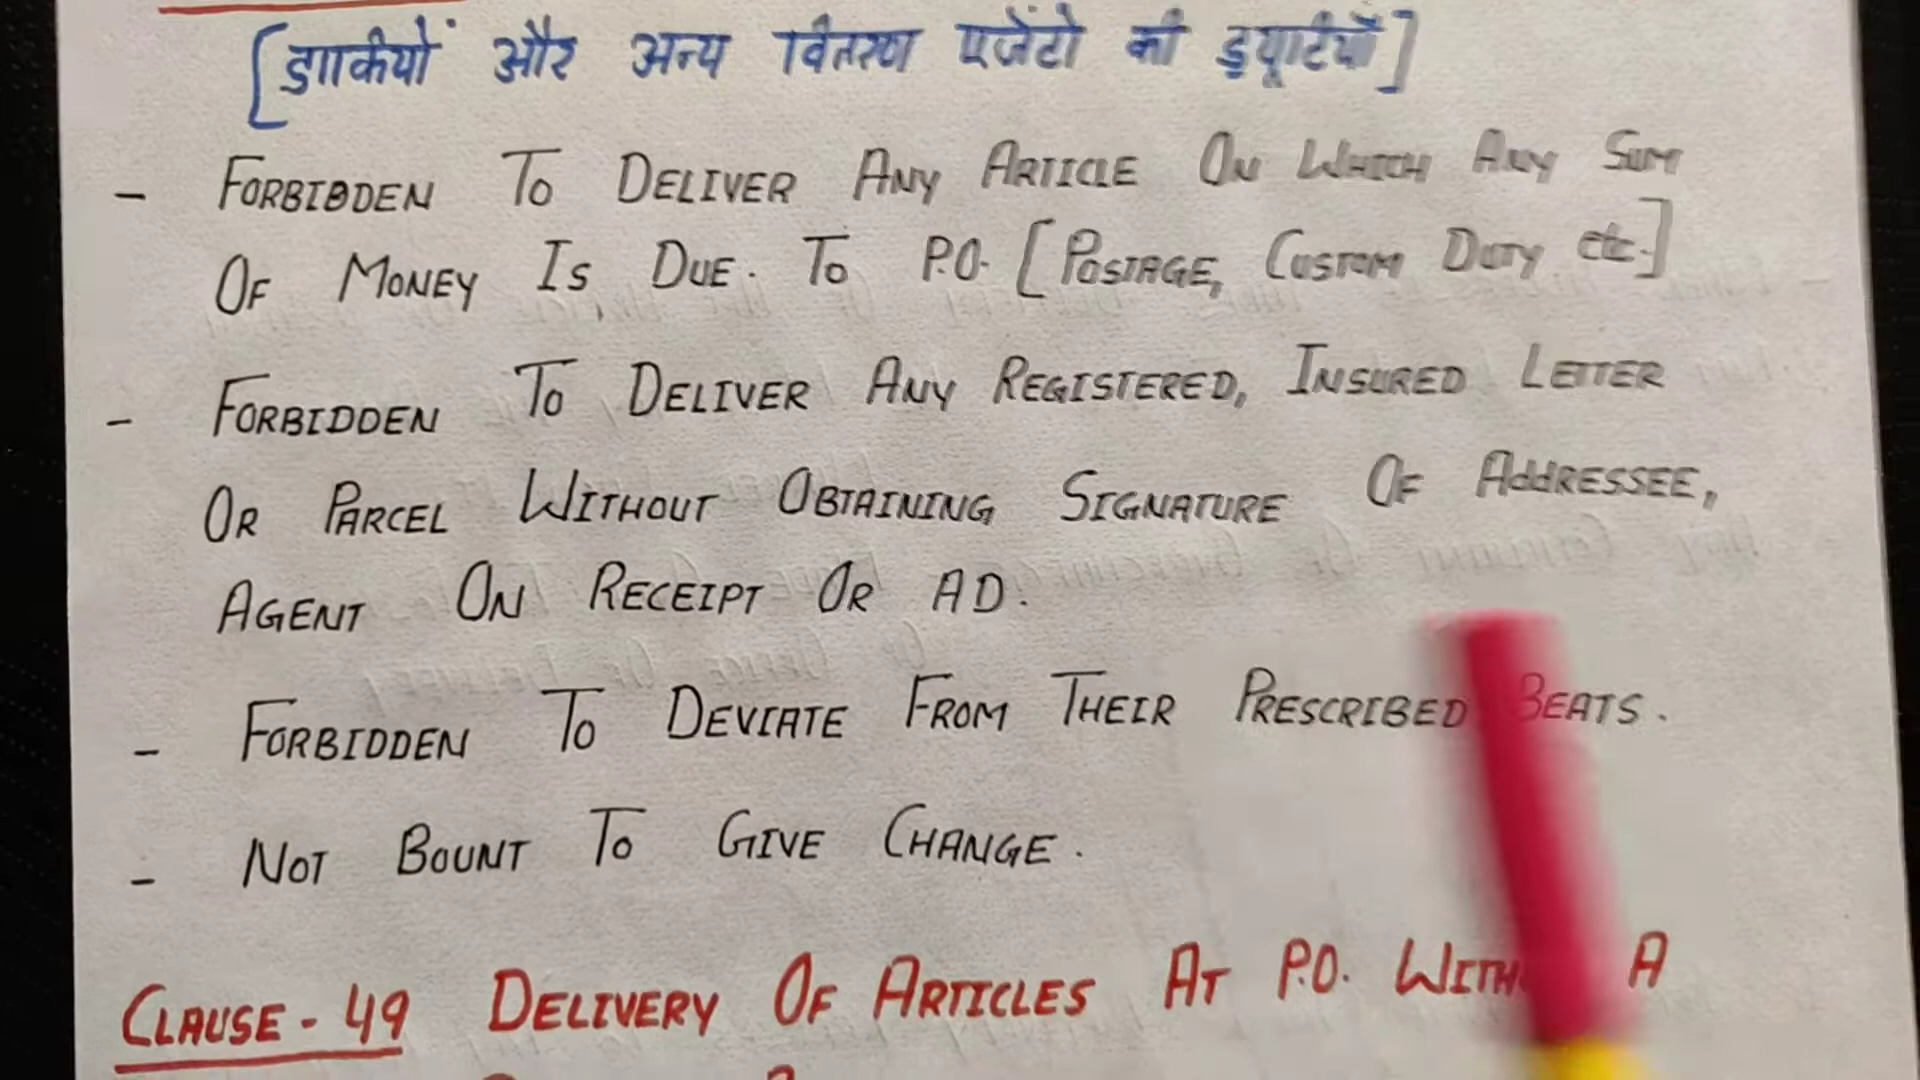 [डाकीयों और अन्य वितरण एजेंटो की ड्यूटियाँ]
- FORBIDDEN TO DELIVER ANY ARTICLE ON WHICH ANY SUM
OF MONEY IS DUE. TO P.O. [POSTAGE, CUSTOM DUTY etc.]
- FORBIDDEN TO DELIVER ANY REGISTERED, INSURED LETTER
OR PARCEL WITHOUT OBTAINING SIGNATURE OF ADDRESSEE,
AGENT ON RECEIPT OR AD.
- FORBIDDEN TO DEVIATE FROM THEIR PRESCRIBED BEATS.
- NOT BOUNT TO GIVE CHANGE.
CLAUSE - 49 DELIVERY OF ARTICLES AT P.O. WITH A